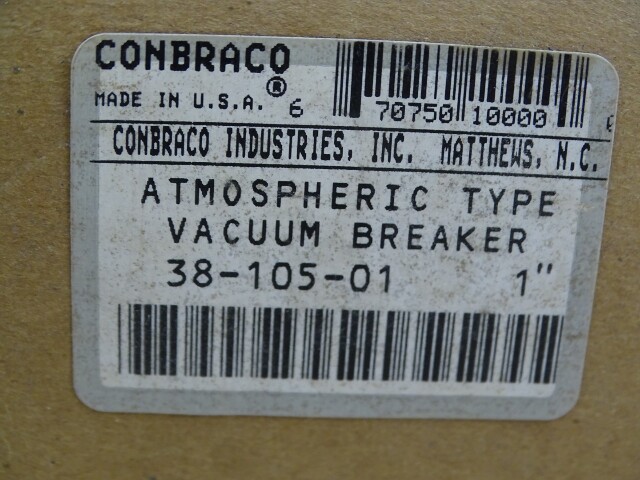 CONBRACO®
MADE IN U.S.A. 6 70750 10000
CONBRACO INDUSTRIES, INC. MATTHEWS, N.C.
ATMOSPHERIC TYPE
VACUUM BREAKER
38-105-01 1"